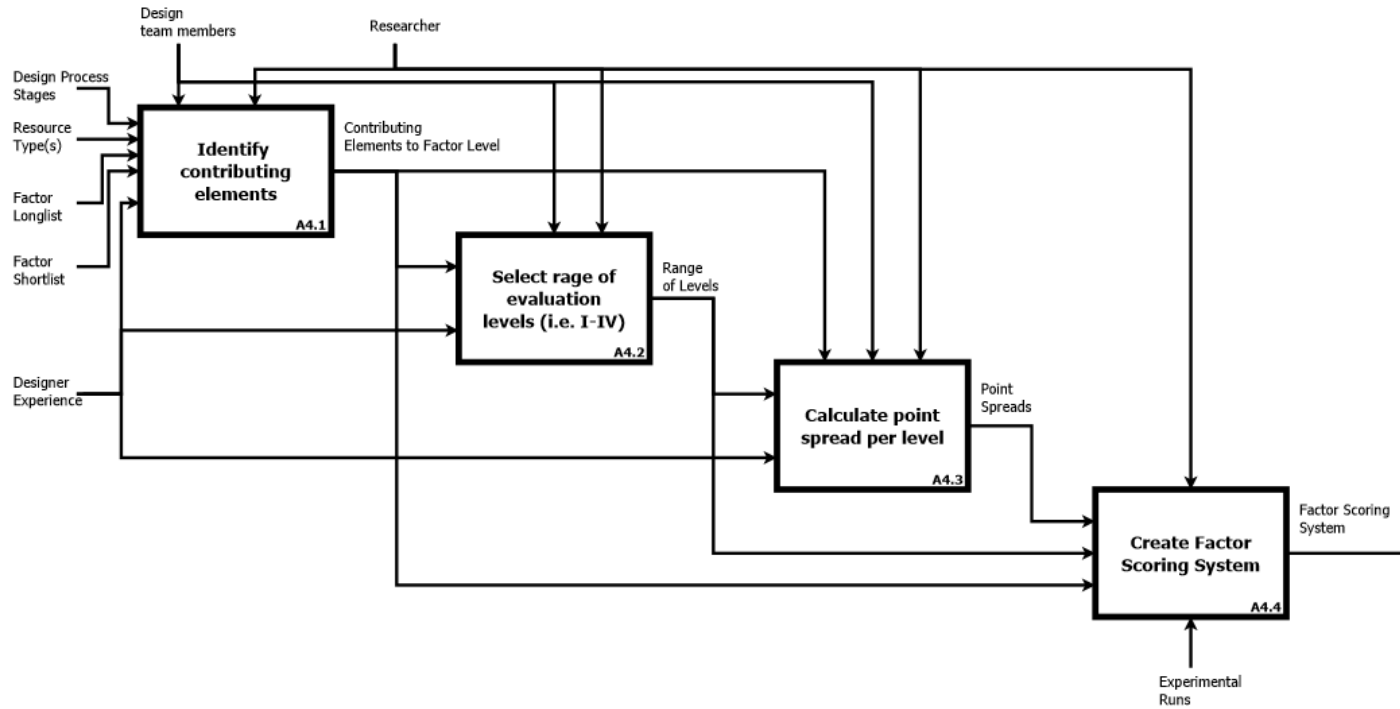 Design
team members
Researcher
Design Process
Stages
Resource
Type(s)
Factor
Longlist
Factor
Shortlist
Designer
Experience
Identify
contributing
elements
A4.1
Contributing
Elements to Factor Level
Select rage of
evaluation
levels (i.e. I-IV)
A4.2
Range
of Levels
Calculate point
spread per level
A4.3
Point
Spreads
Create Factor
Scoring System
A4.4
Factor Scoring
System
Experimental
Runs